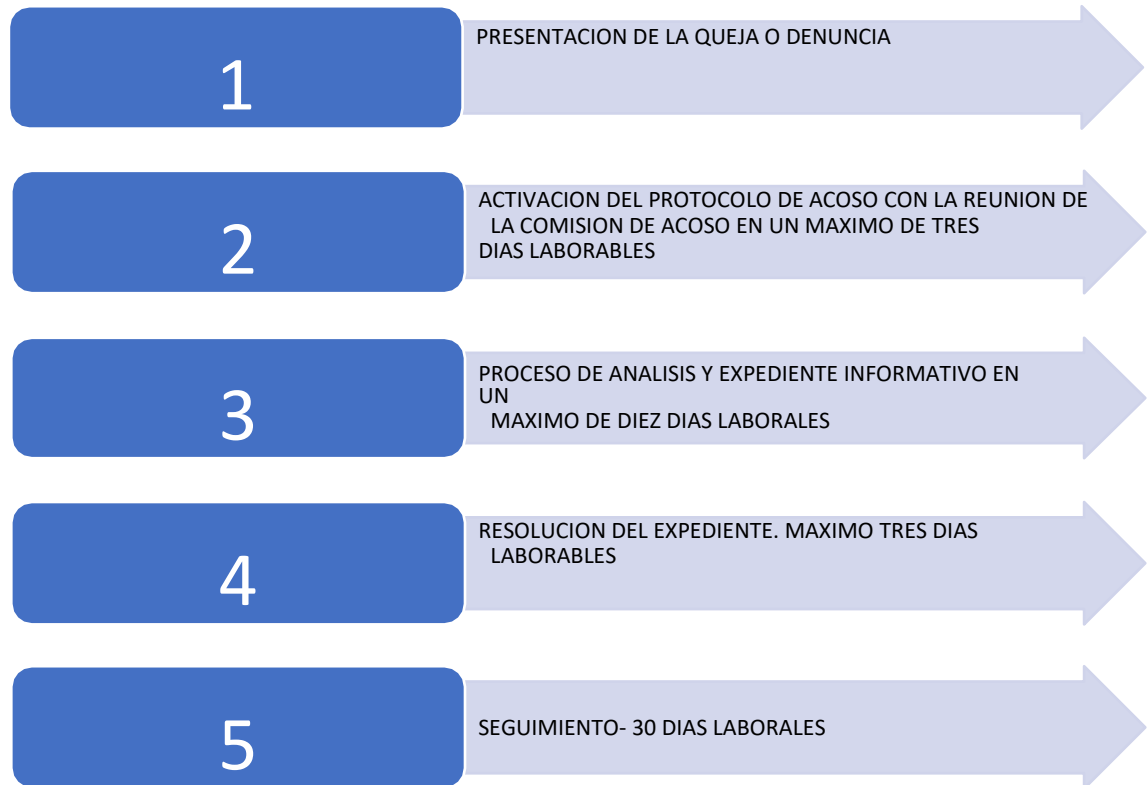 1
PRESENTACION DE LA QUEJA O DENUNCIA
2
ACTIVACION DEL PROTOCOLO DE ACOSO CON LA REUNION DE
LA COMISION DE ACOSO EN UN MAXIMO DE TRES
DIAS LABORABLES
3
PROCESO DE ANALISIS Y EXPEDIENTE INFORMATIVO EN
UN
MAXIMO DE DIEZ DIAS LABORALES
4
RESOLUCION DEL EXPEDIENTE. MAXIMO TRES DIAS
LABORABLES
5
SEGUIMIENTO- 30 DIAS LABORALES